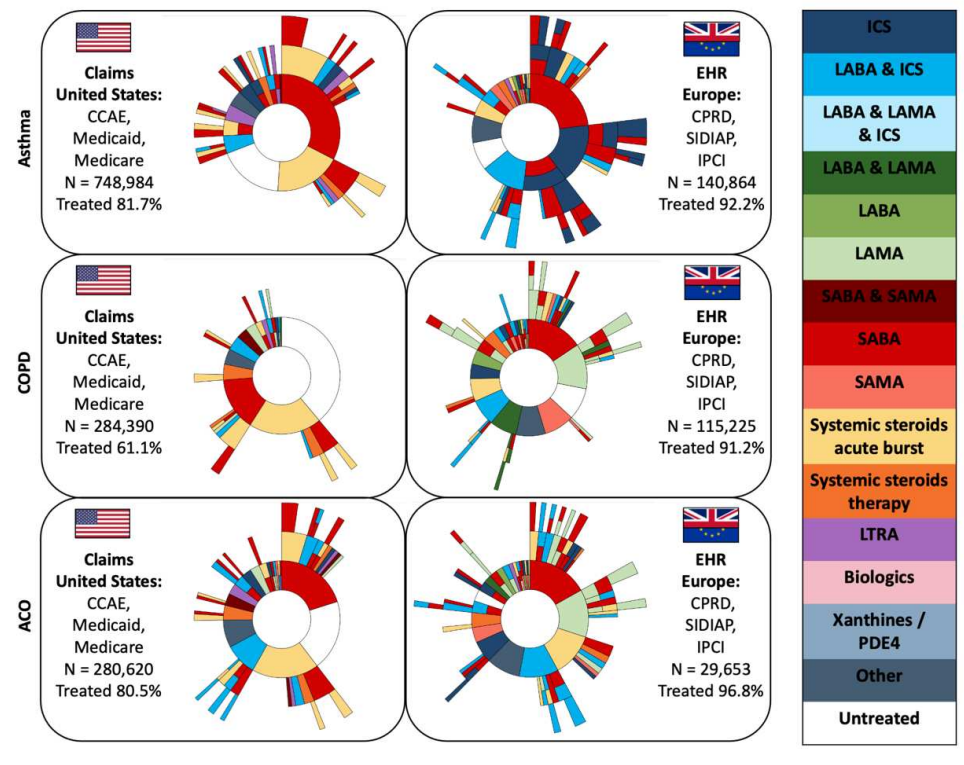 Asthma
Claims
United States:
CCAE,
Medicaid,
Medicare
N = 748,984
Treated 81.7%
EHR
Europe:
CPRD,
SIDIAP,
IPCI
N = 140,864
Treated 92.2%
COPD
Claims
United States:
CCAE,
Medicaid,
Medicare
N = 284,390
Treated 61.1%
EHR
Europe:
CPRD,
SIDIAP,
IPCI
N = 115,225
Treated 91.2%
ACO
Claims
United States:
CCAE,
Medicaid,
Medicare
N = 280,620
Treated 80.5%
EHR
Europe:
CPRD,
SIDIAP,
IPCI
N = 29,653
Treated 96.8%
ICS
LABA & ICS
LABA & LAMA
& ICS
LABA & LAMA
LABA
LAMA
SABA & SAMA
SABA
SAMA
Systemic steroids
acute burst
Systemic steroids
therapy
LTRA
Biologics
Xanthines /
PDE4
Other
Untreated